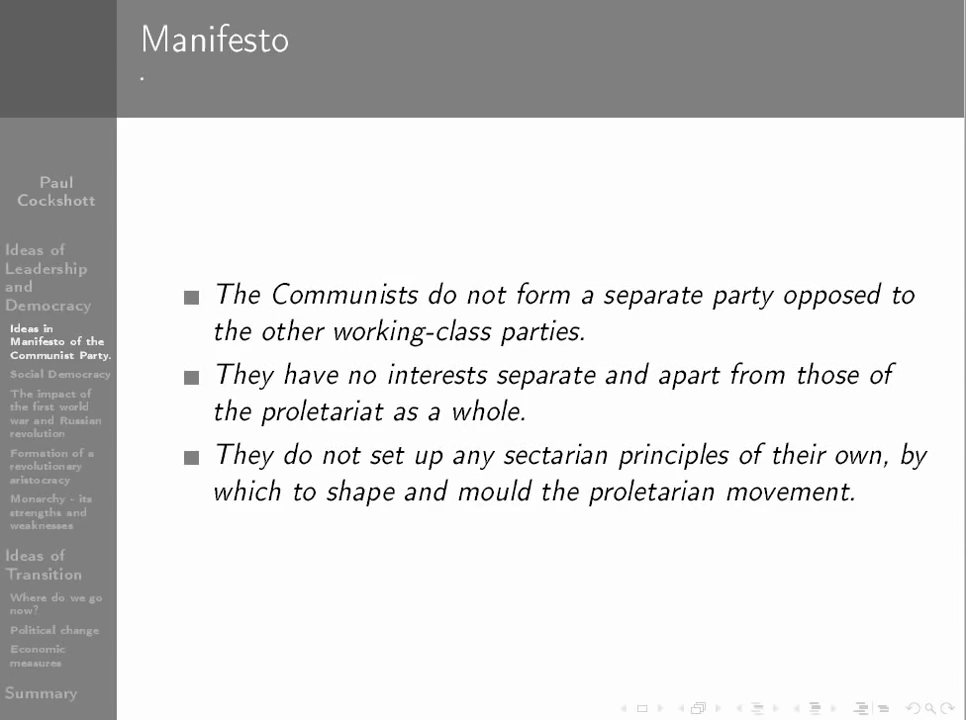 Manifesto
.
Paul
Cockshott
Ideas of
Leadership
and
Democracy
Ideas in
Manifesto of the
Communist Party.
Social Democracy
The impact of
the first world
war and Russian
revolution
Formation of a
revolutionary
aristocracy
Monarchy - its
strengths and
weaknesses
Ideas of
Transition
Where do we go
now?
Political change
Economic
measures
Summary
The Communists do not form a separate party opposed to
the other working-class parties.
They have no interests separate and apart from those of
the proletariat as a whole.
They do not set up any sectarian principles of their own, by
which to shape and mould the proletarian movement.